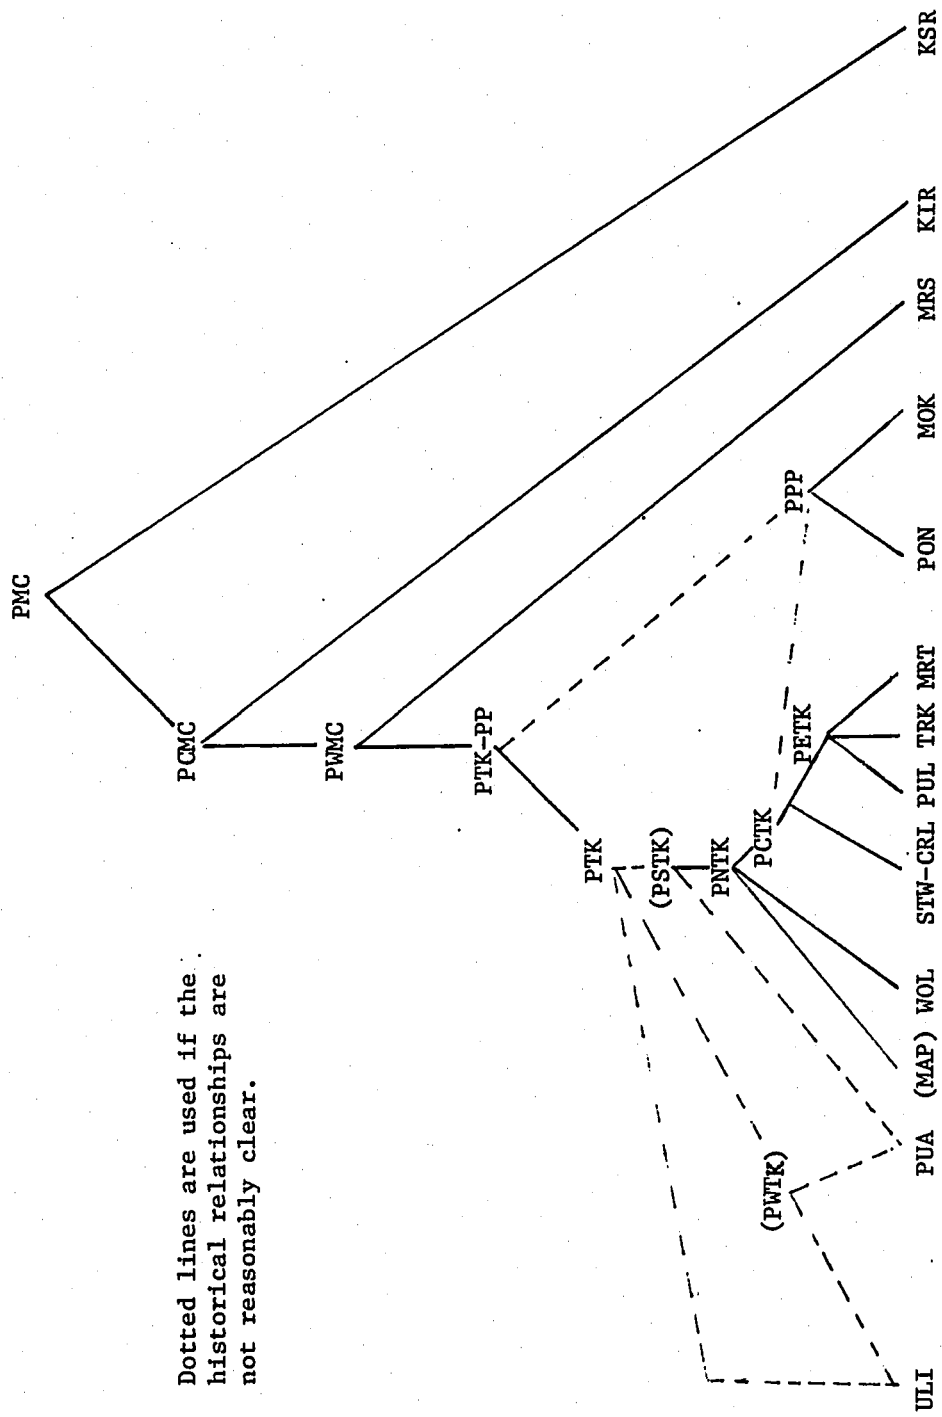 PMC
PCMC
PWMC
PTK-PP
PTK
(PSTK)
PNTK
PCTK
PETK
PPP
(PWTK)
Dotted lines are used if the
historical relationships are
not reasonably clear.
ULI PUA (MAP) WOL STW-CRL PUL TRK MRT PON MOK MRS KIR KSR